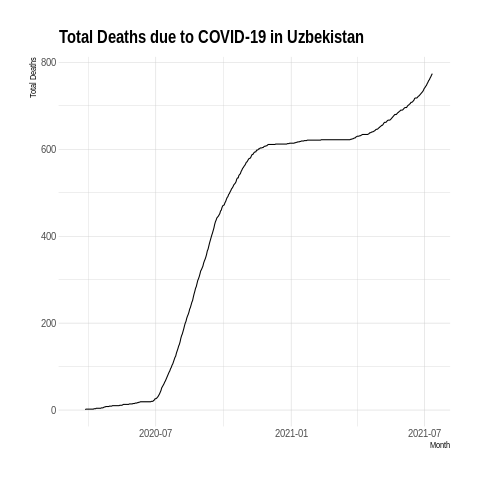 Total Deaths due to COVID-19 in Uzbekistan
Total Deaths
800
600
400
200
0
2020-07
2021-01
2021-07
Month